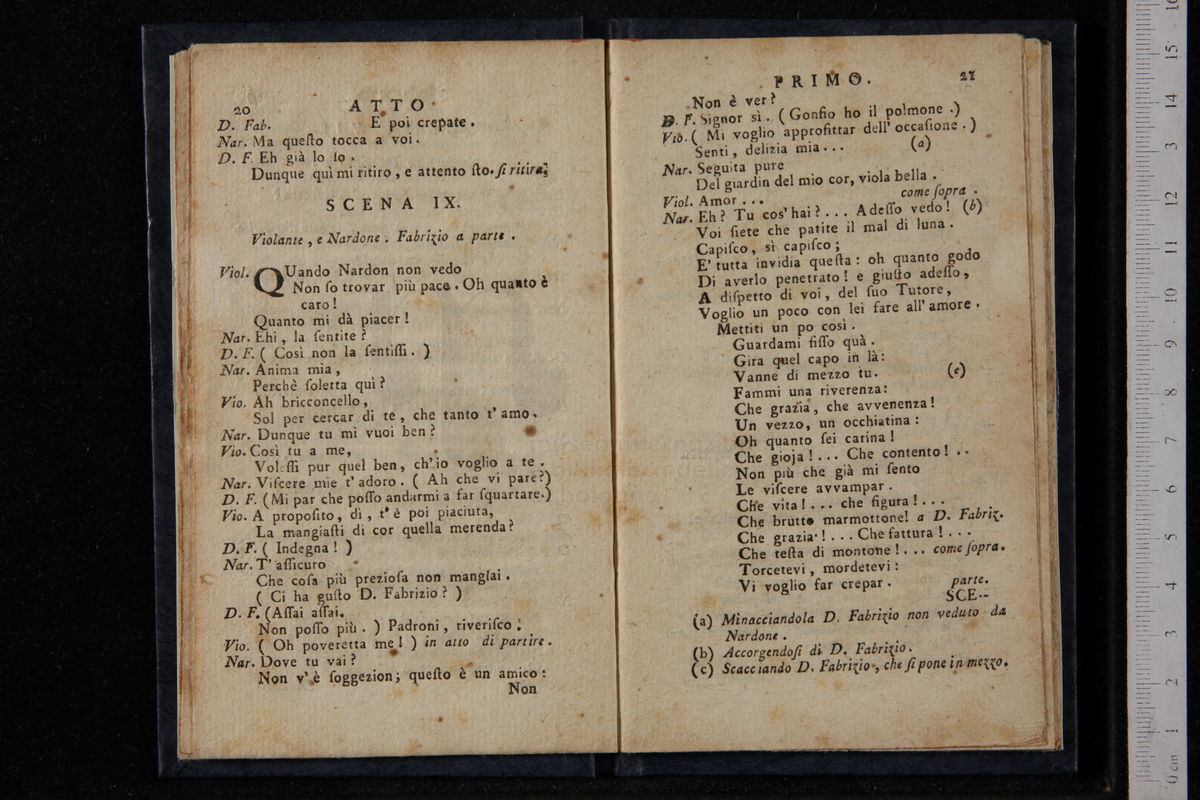 20 ATTO
D. Fab. E poi crepate.
Nar. Ma queſto tocca a voi.
D. F. Eh già lo ſo.
Dunque quì mi ritiro, e attento ſto. ſi ritira.
SCENA IX.
Violante, e Nardone. Fabrizio a parte.
Viol. QUando Nardon non vedo
Non ſo trovar più pace. Oh quanto è
caro!
Quanto mi dà piacer!
Nar. Ehi, la ſentite?
D. F. ( Così non la ſentiſſi. )
Nar. Anima mia,
Perchè ſoletta quì?
Vio. Ah bricconcello,
Sol per cercar di te, che tanto t'amo.
Nar. Dunque tu mi vuoi ben?
Vio. Così tu a me,
Voleſſi pur quel ben, ch'io voglio a te.
Nar. Viſcere mie t'adoro. ( Ah che vi pare?)
D. F. (Mi par che poſſo andarmi a far ſquartare.)
Vio. A propoſito, dì, t'è poi piaciuta,
La mangiaſti di cor quella merenda?
D. F. ( Indegna! )
Nar. T'aſſicuro
Che coſa più prezioſa non mangiai.
( Ci ha guſto D. Fabrizio? )
D. F. (Aſſai aſſai.
Non poſſo più. ) Padroni, riveriſco.
Vio. ( Oh poveretta me! ) in atto di partire.
Nar. Dove tu vai?
Non v'è ſoggezion; queſto è un amico:
Non
PRIMO. 21
Non è ver?
D. F. Signor sì. ( Gonfio ho il polmone.)
Vio. ( Mi voglio approfittar dell'occaſione.)
Senti, delizia mia... (a)
Nar. Seguita pure
Del giardin del mio cor, viola bella.
Viol. Amor... come ſopra.
Nar. Eh? Tu cos'hai?... Adeſſo vedo! (b)
Voi ſiete che patite il mal di luna.
Capiſco, sì capiſco;
E' tutta invidia queſta: oh quanto godo
Di averlo penetrato! e giuſto adeſſo,
A diſpetto di voi, del ſuo Tutore,
Voglio un poco con lei fare all'amore.
Mettiti un po così.
Guardami fiſſo quà.
Gira quel capo in là:
Vanne di mezzo tu. (c)
Fammi una riverenza:
Che grazia, che avvenenza!
Un vezzo, un occhiatina:
Oh quanto ſei carina!
Che gioja!... Che contento! ..
Non più che già mi ſento
Le viſcere avvampar.
Che vita!... che figura!...
Che brutto marmottone! a D. Fabriz.
Che grazia!... Che fattura!...
Che teſta di montone!... come ſopra.
Torcetevi, mordetevi:
Vi voglio far crepar. parte.
SCE--
(a) Minacciandola D. Fabrizio non veduto da
Nardone.
(b) Accorgendoſi di D. Fabrizio.
(c) Scacciando D. Fabrizio, che ſi pone in mezzo.